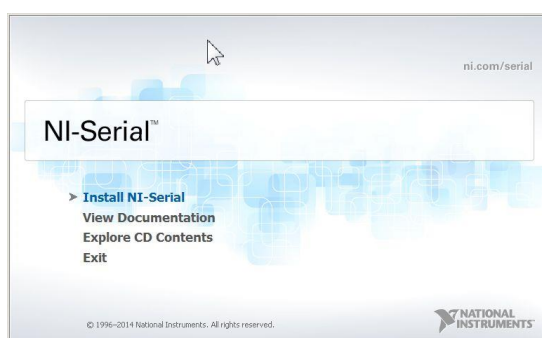 ni.com/serial
NI-Serial™
Install NI-Serial
View Documentation
Explore CD Contents
Exit
© 1996–2014 National Instruments. All rights reserved.
NATIONAL
INSTRUMENTS™